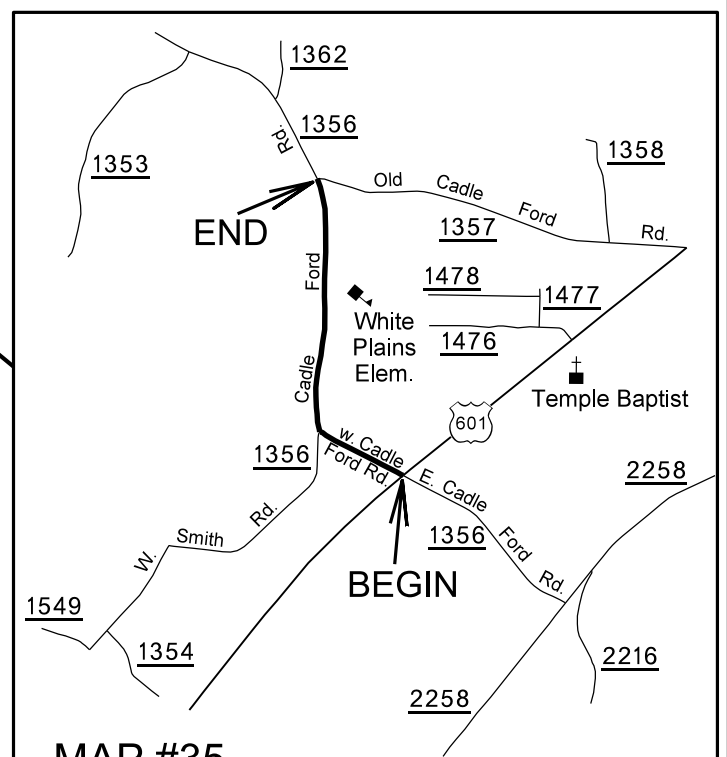 1362
1356
Rd.
1353
1358
Old Cadle Ford Rd.
END
1357
Ford
1478
1477
White
Plains
Elem.
1476
Cadle
Temple Baptist
601
w. Cadle
Ford Rd.
1356
E. Cadle Ford Rd.
2258
Rd.
1356
Smith
W.
BEGIN
1549
1354
2216
2258
MAP #35